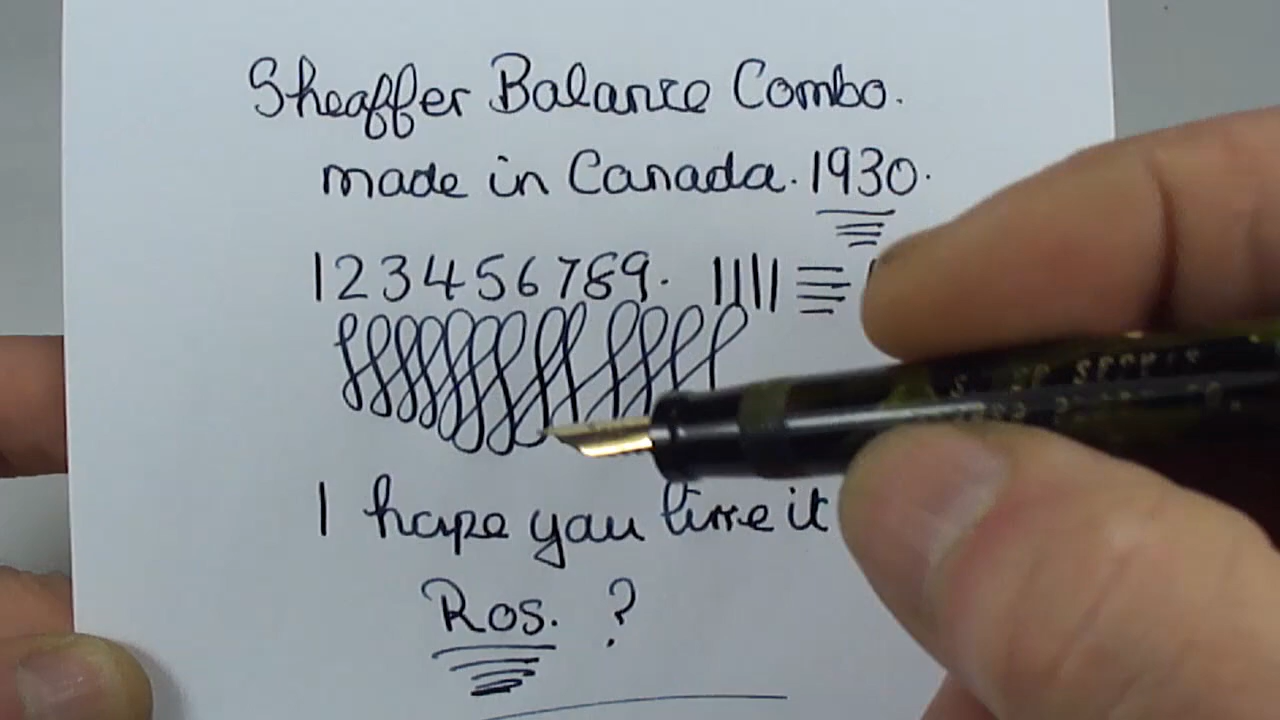 Sheaffer Balance Combo.
made in Canada. 1930.
123456789.
I hope you like it
Ros. ?